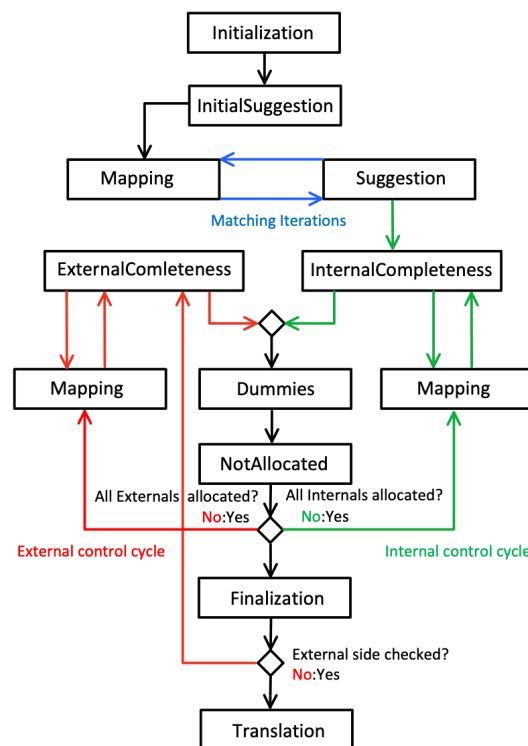 Initialization
InitialSuggestion
Mapping
Suggestion
Matching Iterations
ExternalComleteness
InternalCompleteness
Mapping
Dummies
Mapping
NotAllocated
All Externals allocated?
No:Yes
All Internals allocated?
No:Yes
External control cycle
Internal control cycle
Finalization
External side checked?
No:Yes
Translation